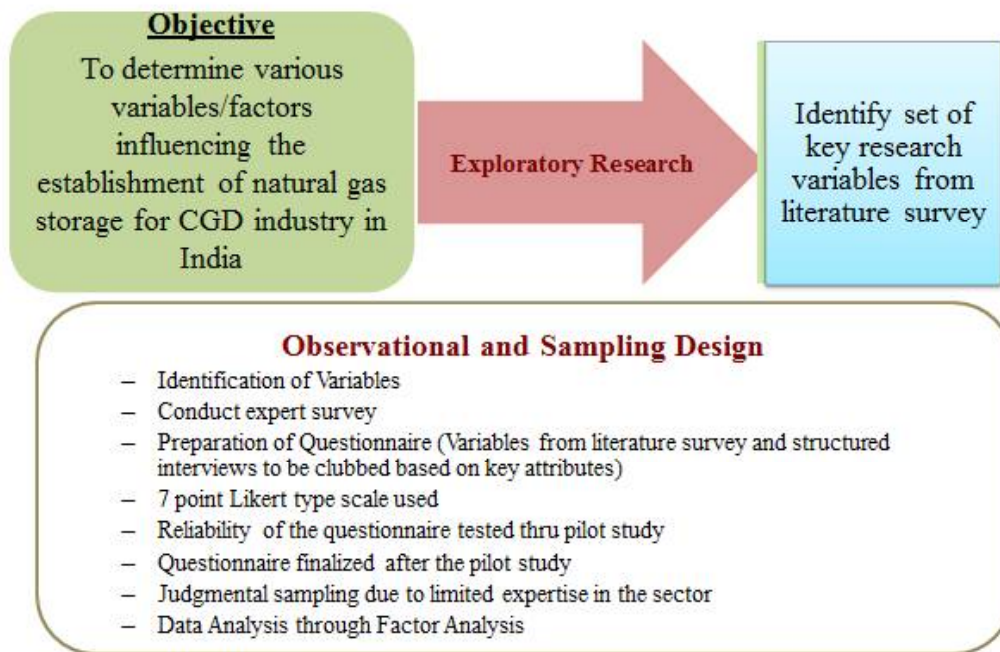 Objective
To determine various
variables/factors
influencing the
establishment of natural gas
storage for CGD industry in
India
Exploratory Research
Identify set of
key research
variables from
literature survey
Observational and Sampling Design
– Identification of Variables
– Conduct expert survey
– Preparation of Questionnaire (Variables from literature survey and structured
interviews to be clubbed based on key attributes)
– 7 point Likert type scale used
– Reliability of the questionnaire tested thru pilot study
– Questionnaire finalized after the pilot study
– Judgmental sampling due to limited expertise in the sector
– Data Analysis through Factor Analysis